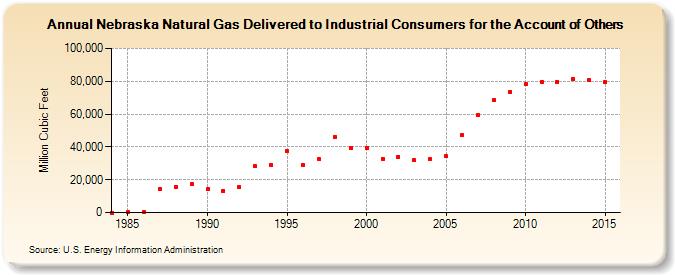 Annual Nebraska Natural Gas Delivered to Industrial Consumers for the Account of Others
Million Cubic Feet
100,000
80,000
60,000
40,000
20,000
0
1985 1990 1995 2000 2005 2010 2015
Source: U.S. Energy Information Administration